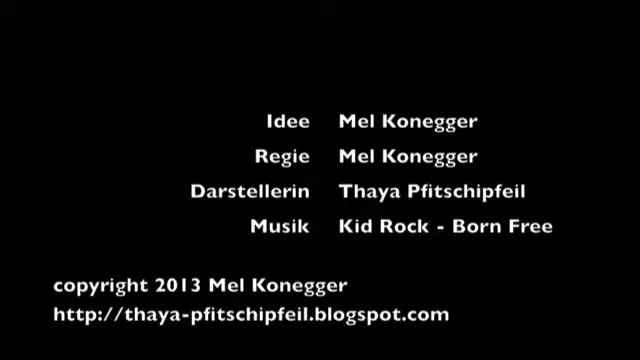 Idee Mel Konegger
Regie Mel Konegger
Darstellerin Thaya Pfitschipfeil
Musik Kid Rock - Born Free
copyright 2013 Mel Konegger
http://thaya-pfitschipfeil.blogspot.com